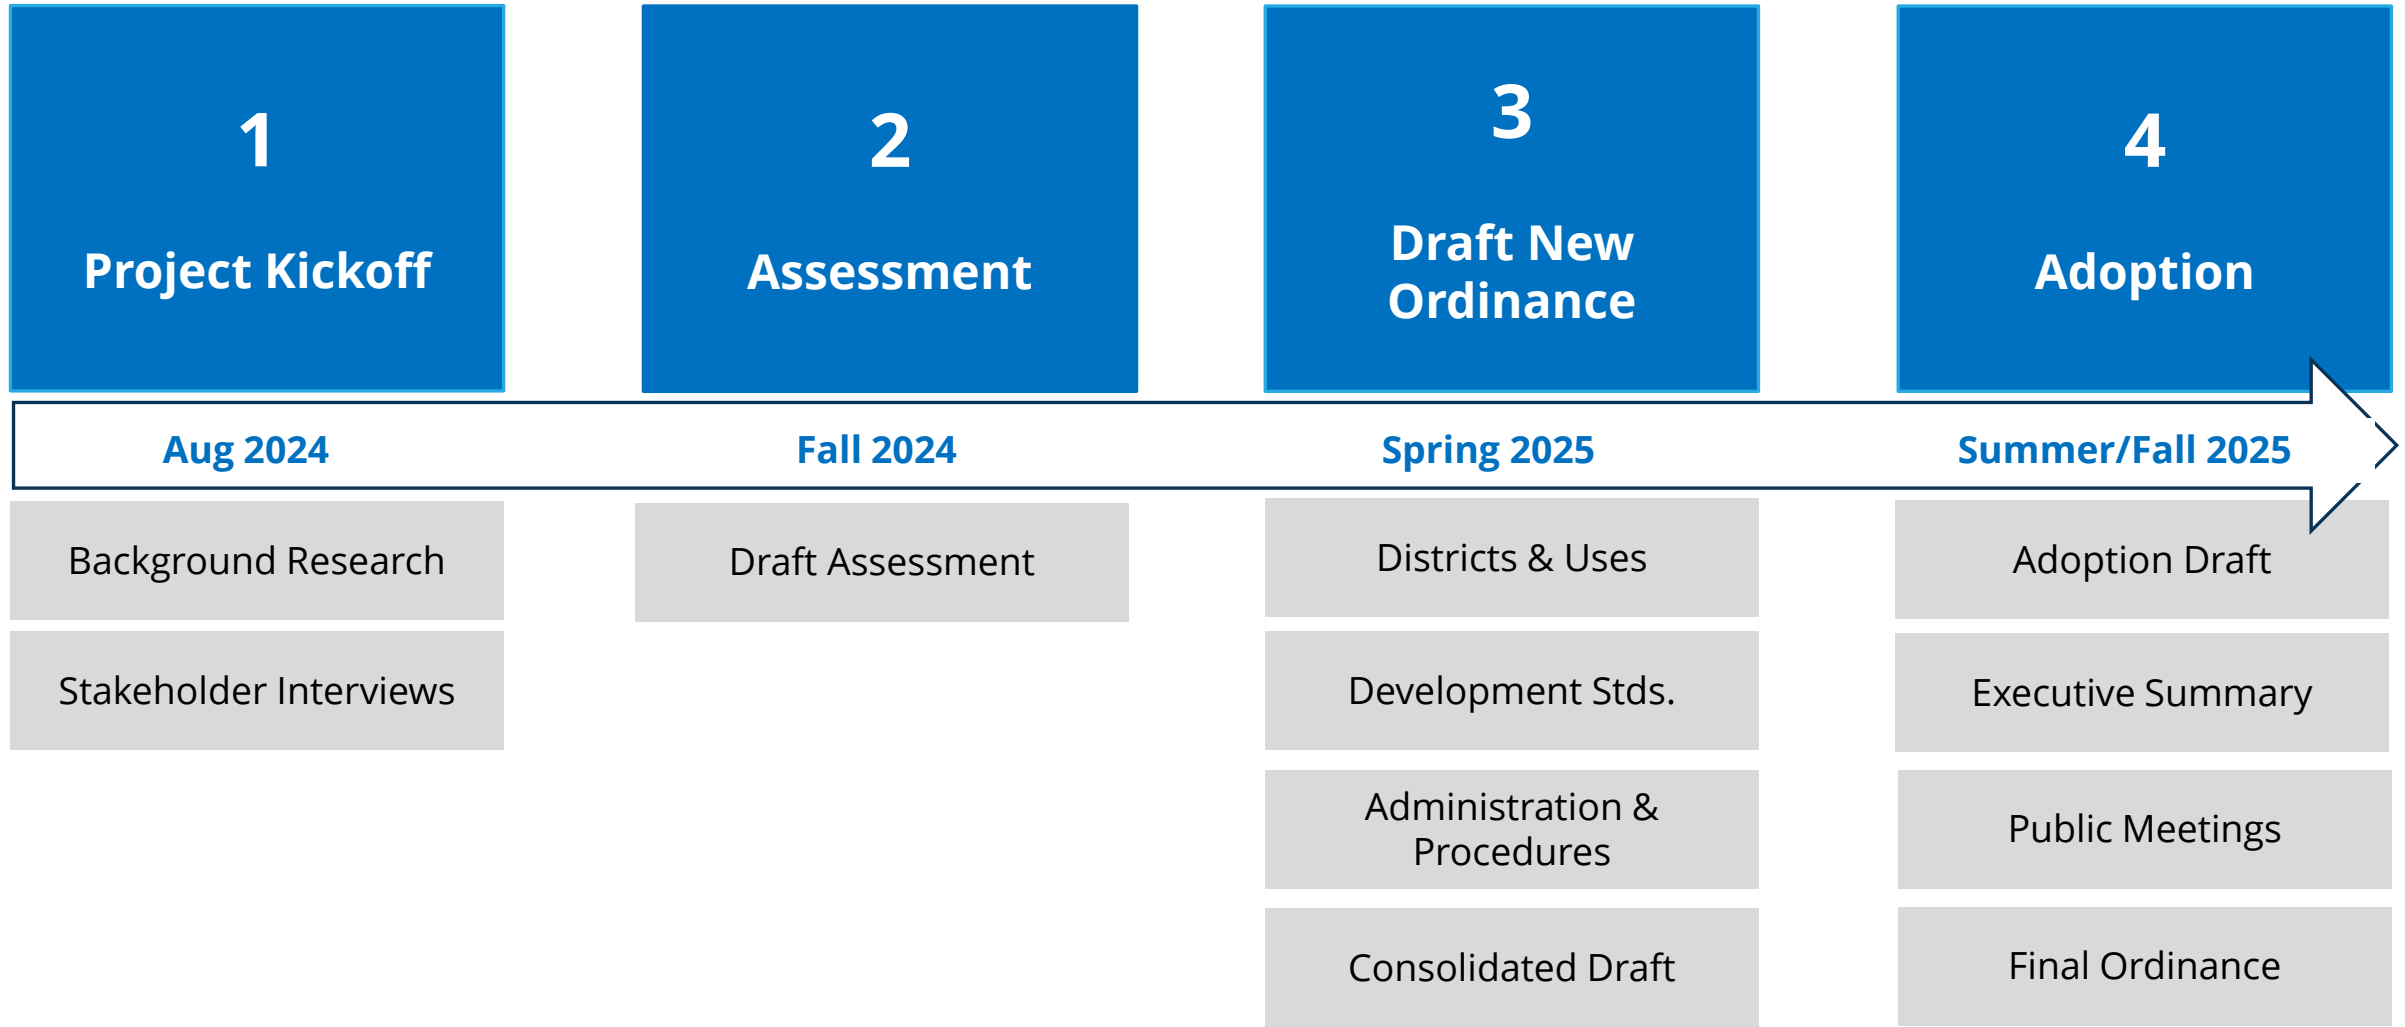 1
Project Kickoff
2
Assessment
3
Draft New
Ordinance
4
Adoption
Aug 2024
Fall 2024
Spring 2025
Summer/Fall 2025
Background Research
Stakeholder Interviews
Draft Assessment
Districts & Uses
Development Stds.
Administration &
Procedures
Consolidated Draft
Adoption Draft
Executive Summary
Public Meetings
Final Ordinance